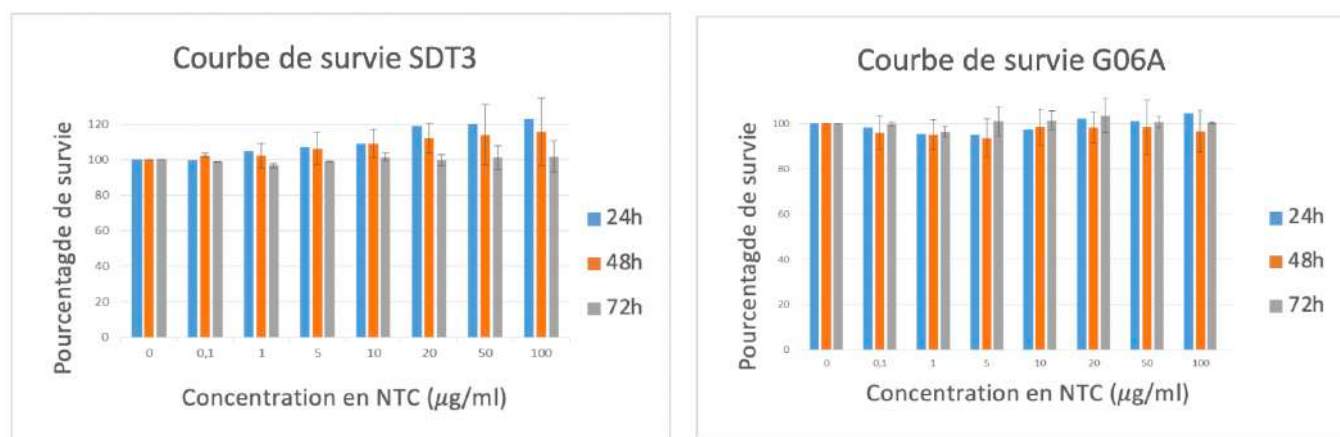 Courbe de survie SDT3
Pourcentagde de survie
120
100
80
60
40
20
0
0 0,1 1 5 10 20 50 100
Concentration en NTC (µg/ml)
24h
48h
72h
Courbe de survie G06A
Pourcentagde de survie
100
80
60
40
20
0
0 0,1 1 5 10 20 50 100
Concentration en NTC (µg/ml)
24h
48h
72h